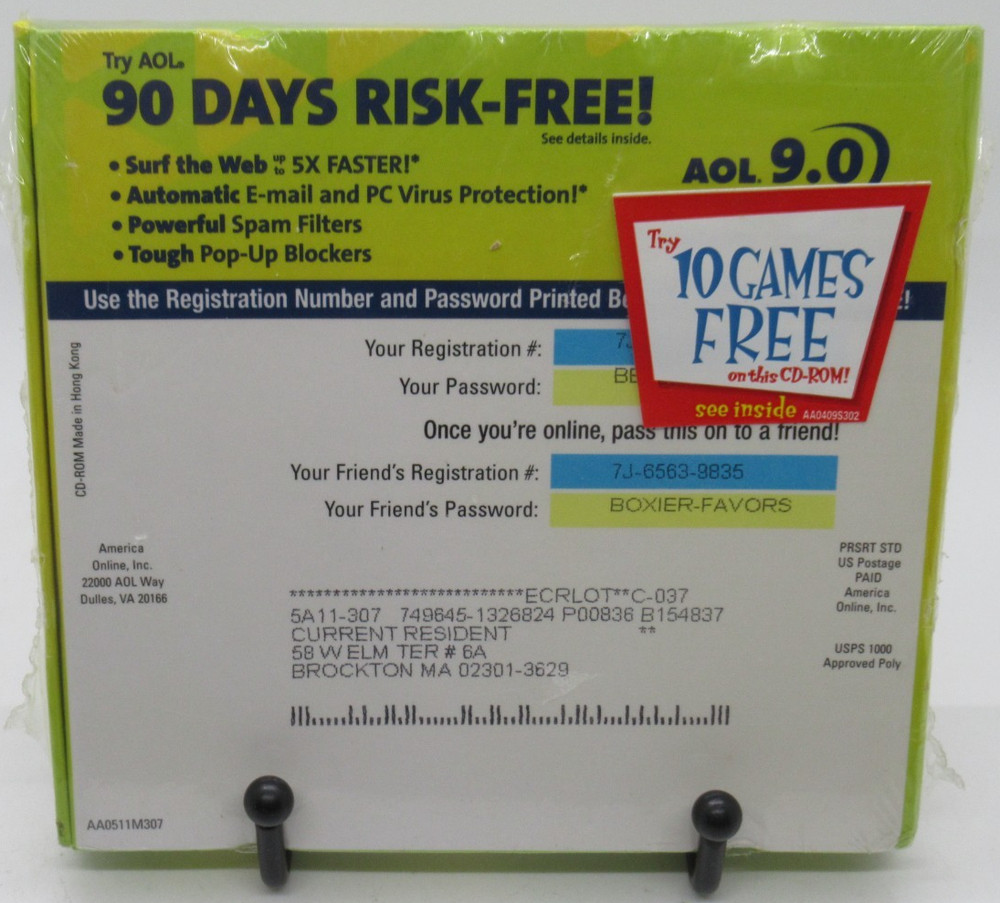 Try AOL®
90 DAYS RISK-FREE!
See details inside.
• Surf the Web up to 5X FASTER!*
• Automatic E-mail and PC Virus Protection!*
• Powerful Spam Filters
• Tough Pop-Up Blockers
AOL. 9.0
Try
10 GAMES
FREE
on this CD-ROM!
see inside AA0409S302
Use the Registration Number and Password Printed
Your Registration #:
Your Password:
Once you're online, pass this on to a friend!
Your Friend's Registration #: 7J-6563-9835
Your Friend's Password: BOXIER-FAVORS
CD-ROM Made in Hong Kong
America
Online, Inc.
22000 AOL Way
Dulles, VA 20166
PRSRT STD
US Postage
PAID
America
Online, Inc.
USPS 1000
Approved Poly
**************************ECRLOT**C-037
5A11-307 749645-1326824 P00836 B154837
CURRENT RESIDENT **
58 W ELM TER # 6A
BROCKTON MA 02301-3629
AA0511M307